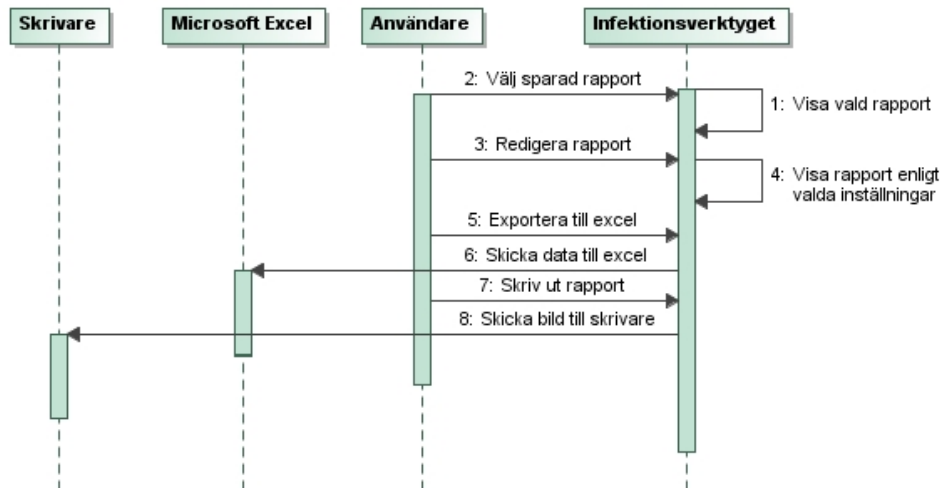 Skrivare
Microsoft Excel
Användare
Infektionsverktyget
2: Välj sparad rapport
1: Visa vald rapport
3: Redigera rapport
4: Visa rapport enligt
valda inställningar
5: Exportera till excel
6: Skicka data till excel
7: Skriv ut rapport
8: Skicka bild till skrivare